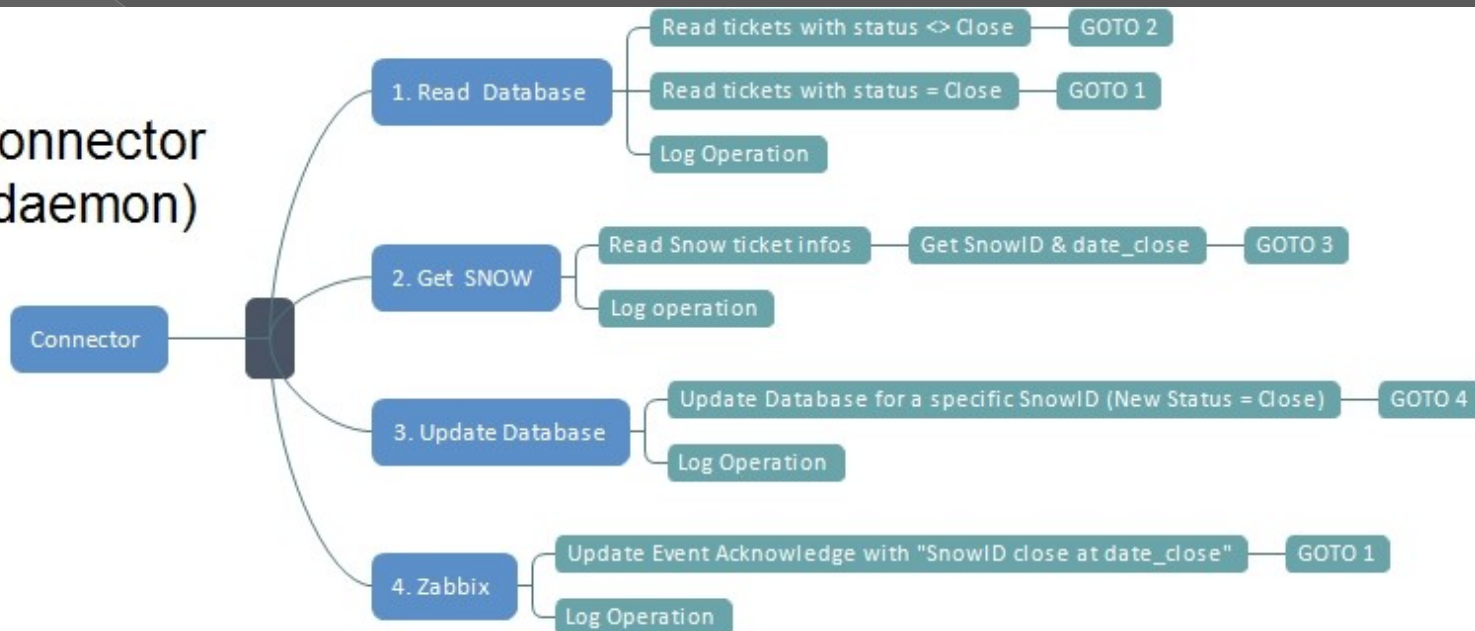 onnector
daemon)
Connector
1. Read Database
Read tickets with status <> Close
GOTO 2
Read tickets with status = Close
GOTO 1
Log Operation
2. Get SNOW
Read Snow ticket infos
Get SnowID & date_close
GOTO 3
Log operation
3. Update Database
Update Database for a specific SnowID (New Status = Close)
GOTO 4
Log Operation
4. Zabbix
Update Event Acknowledge with "SnowID close at date_close"
GOTO 1
Log Operation